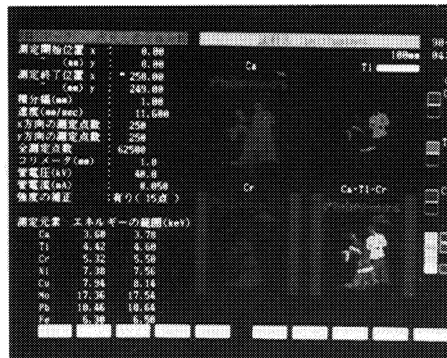 100mm
測定開始位置 x : 0.00
(mm) y : 0.00
測定終了位置 x : 250.00
(mm) y : 249.00
積分幅(mm) : 1.00
速度(mm/sec) : 11.600
x方向の測定点数 : 250
y方向の測定点数 : 250
全測定点数 : 62500
コリメータ(mm) : 1.0
管電圧(kV) : 40.0
管電流(mA) : 0.050
強度の補正 : 有り(15点)
測定元素 エネルギーの範囲(keV)
Ca 3.60 3.78
Ti 4.42 4.60
Cr 5.32 5.50
Ni 7.38 7.56
Cu 7.94 8.14
Mo 17.36 17.54
Pb 10.46 10.64
Fe 6.30 6.50
Ca
Ti
Cr
Ca-Ti-Cr